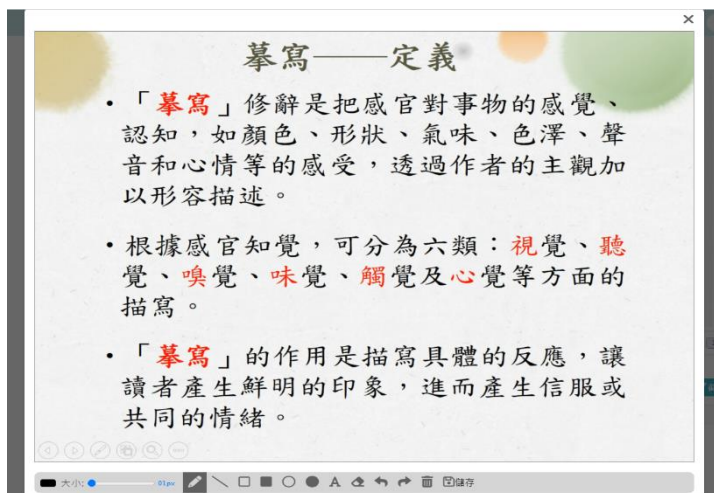 摹寫——定義
•「摹寫」修辭是把感官對事物的感覺、
認知，如顏色、形狀、氣味、色澤、聲
音和心情等的感受，透過作者的主觀加
以形容描述。
•根據感官知覺，可分為六類：視覺、聽
覺、嗅覺、味覺、觸覺及心覺等方面的
描寫。
•「摹寫」的作用是描寫具體的反應，讓
讀者產生鮮明的印象，進而產生信服或
共同的情緒。
大小: 01px A 儲存